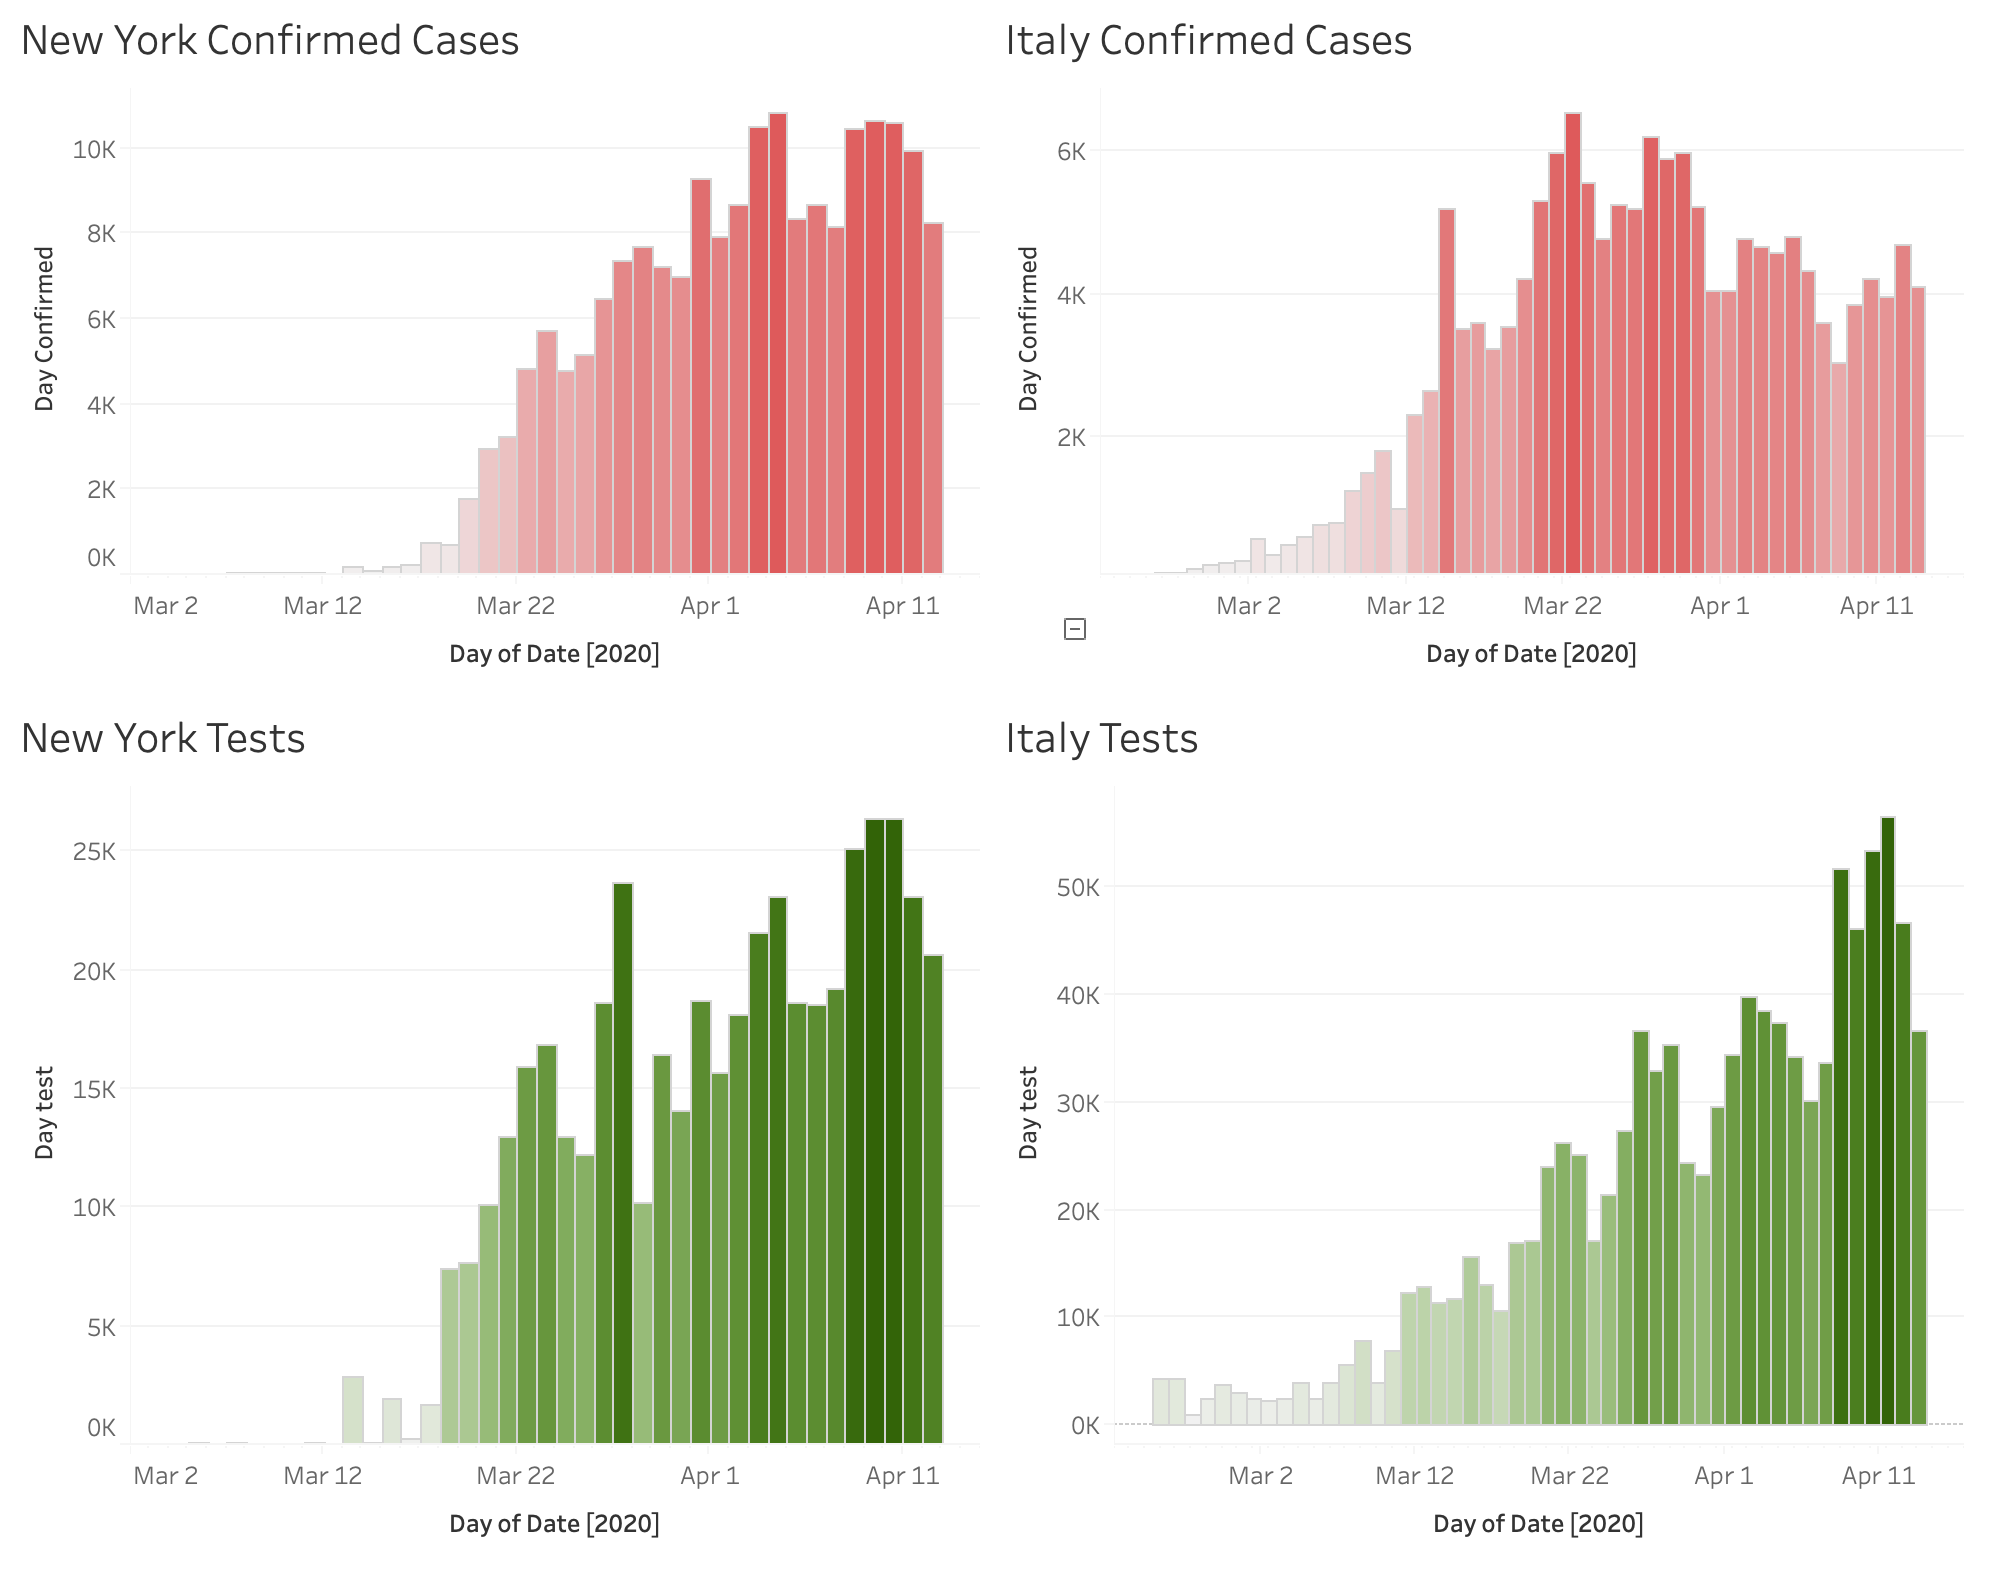 New York Confirmed Cases
Day Confirmed
10K
8K
6K
4K
2K
0K
Mar 2 Mar 12 Mar 22 Apr 1 Apr 11
Day of Date [2020]
Italy Confirmed Cases
Day Confirmed
6K
4K
2K
Mar 2 Mar 12 Mar 22 Apr 1 Apr 11
Day of Date [2020]
New York Tests
Day test
25K
20K
15K
10K
5K
0K
Mar 2 Mar 12 Mar 22 Apr 1 Apr 11
Day of Date [2020]
Italy Tests
Day test
50K
40K
30K
20K
10K
0K
Mar 2 Mar 12 Mar 22 Apr 1 Apr 11
Day of Date [2020]